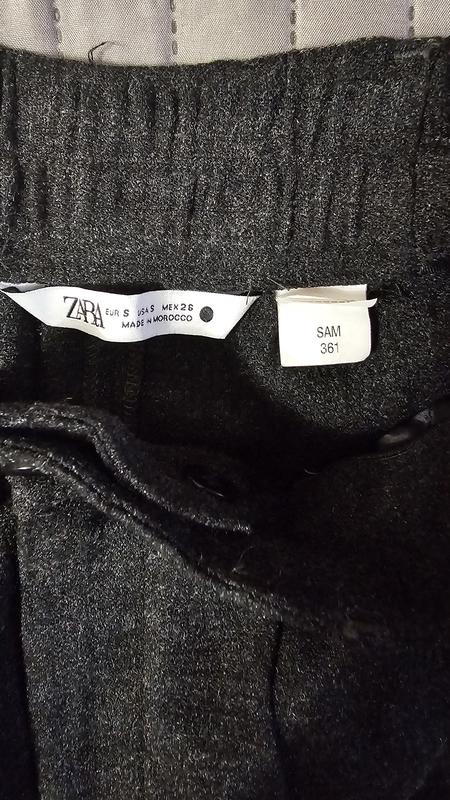 ZARA EUR S USA S MEX 26
MADE IN MOROCCO
SAM
361